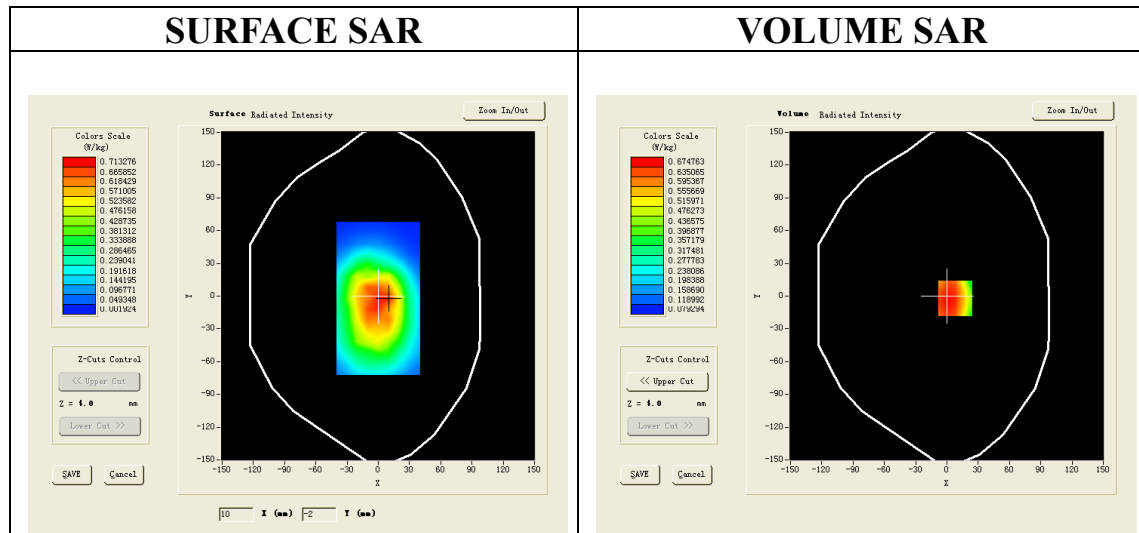 SURFACE SAR
VOLUME SAR
Surface Radiated Intensity
Zoom In/Out
Colors Scale
(W/kg)
0.713276
0.665852
0.618429
0.571005
0.523582
0.476158
0.428735
0.381312
0.333888
0.286465
0.239041
0.191618
0.144195
0.096771
0.049348
0.001924
150
120
90
60
30
0
-30
-60
-90
-120
-150
Y
-150 -120 -90 -60 -30 0 30 60 90 120 150
X
Z-Cuts Control
<< Upper Cut
Z = 4.0 mm
Lower Cut >>
SAVE
Cancel
10 X (mm) -2 Y (mm)
Volume Radiated Intensity
Zoom In/Out
Colors Scale
(W/kg)
0.674763
0.635065
0.595367
0.555669
0.515971
0.476273
0.436575
0.396877
0.357179
0.317481
0.277783
0.238086
0.198388
0.158690
0.118992
0.079294
150
120
90
60
30
0
-30
-60
-90
-120
-150
Y
-150 -120 -90 -60 -30 0 30 60 90 120 150
X
Z-Cuts Control
<< Upper Cut
Z = 4.0 mm
Lower Cut >>
SAVE
Cancel